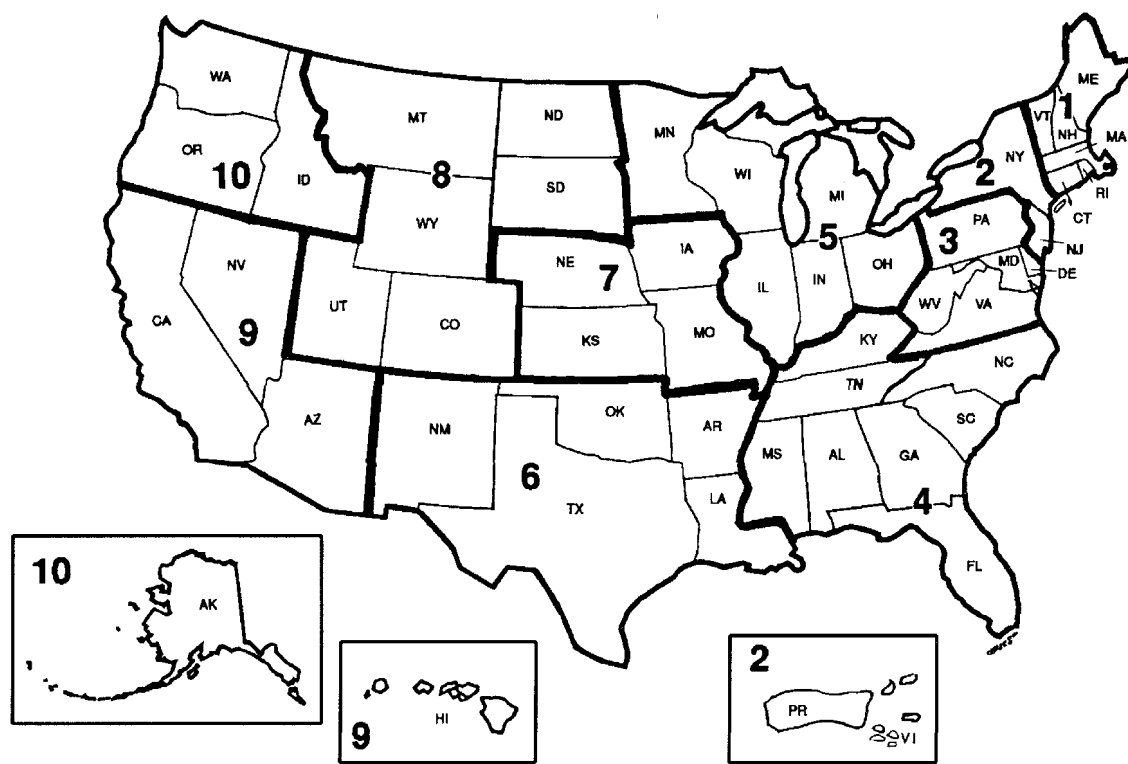 WA
MT
ND
MN
ME
VT
1
NH
MA
OR
10
ID
8
SD
WI
MI
NY
2
RI
CT
WY
5
PA
3
NJ
NV
NE
7
IA
IL
IN
OH
MD
DE
WV
VA
CA
9
UT
CO
KS
MO
KY
NC
TN
AZ
NM
OK
AR
SC
6
TX
MS
AL
GA
LA
4
FL
10
AK
HI
9
2
PR
VI